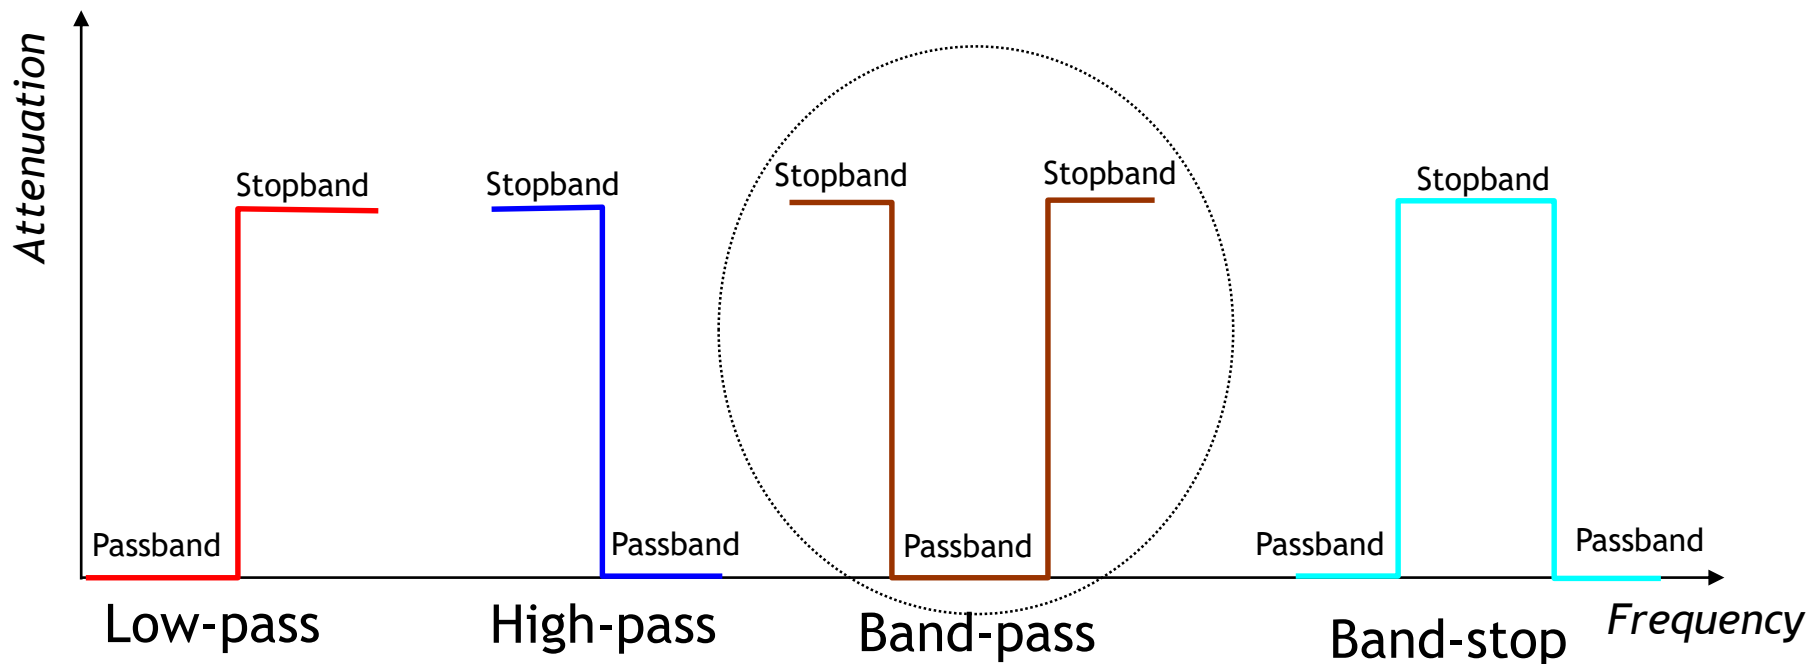 Attenuation
Stopband
Stopband
Stopband
Stopband
Stopband
Passband
Passband
Passband
Passband
Passband
Low-pass
High-pass
Band-pass
Band-stop
Frequency